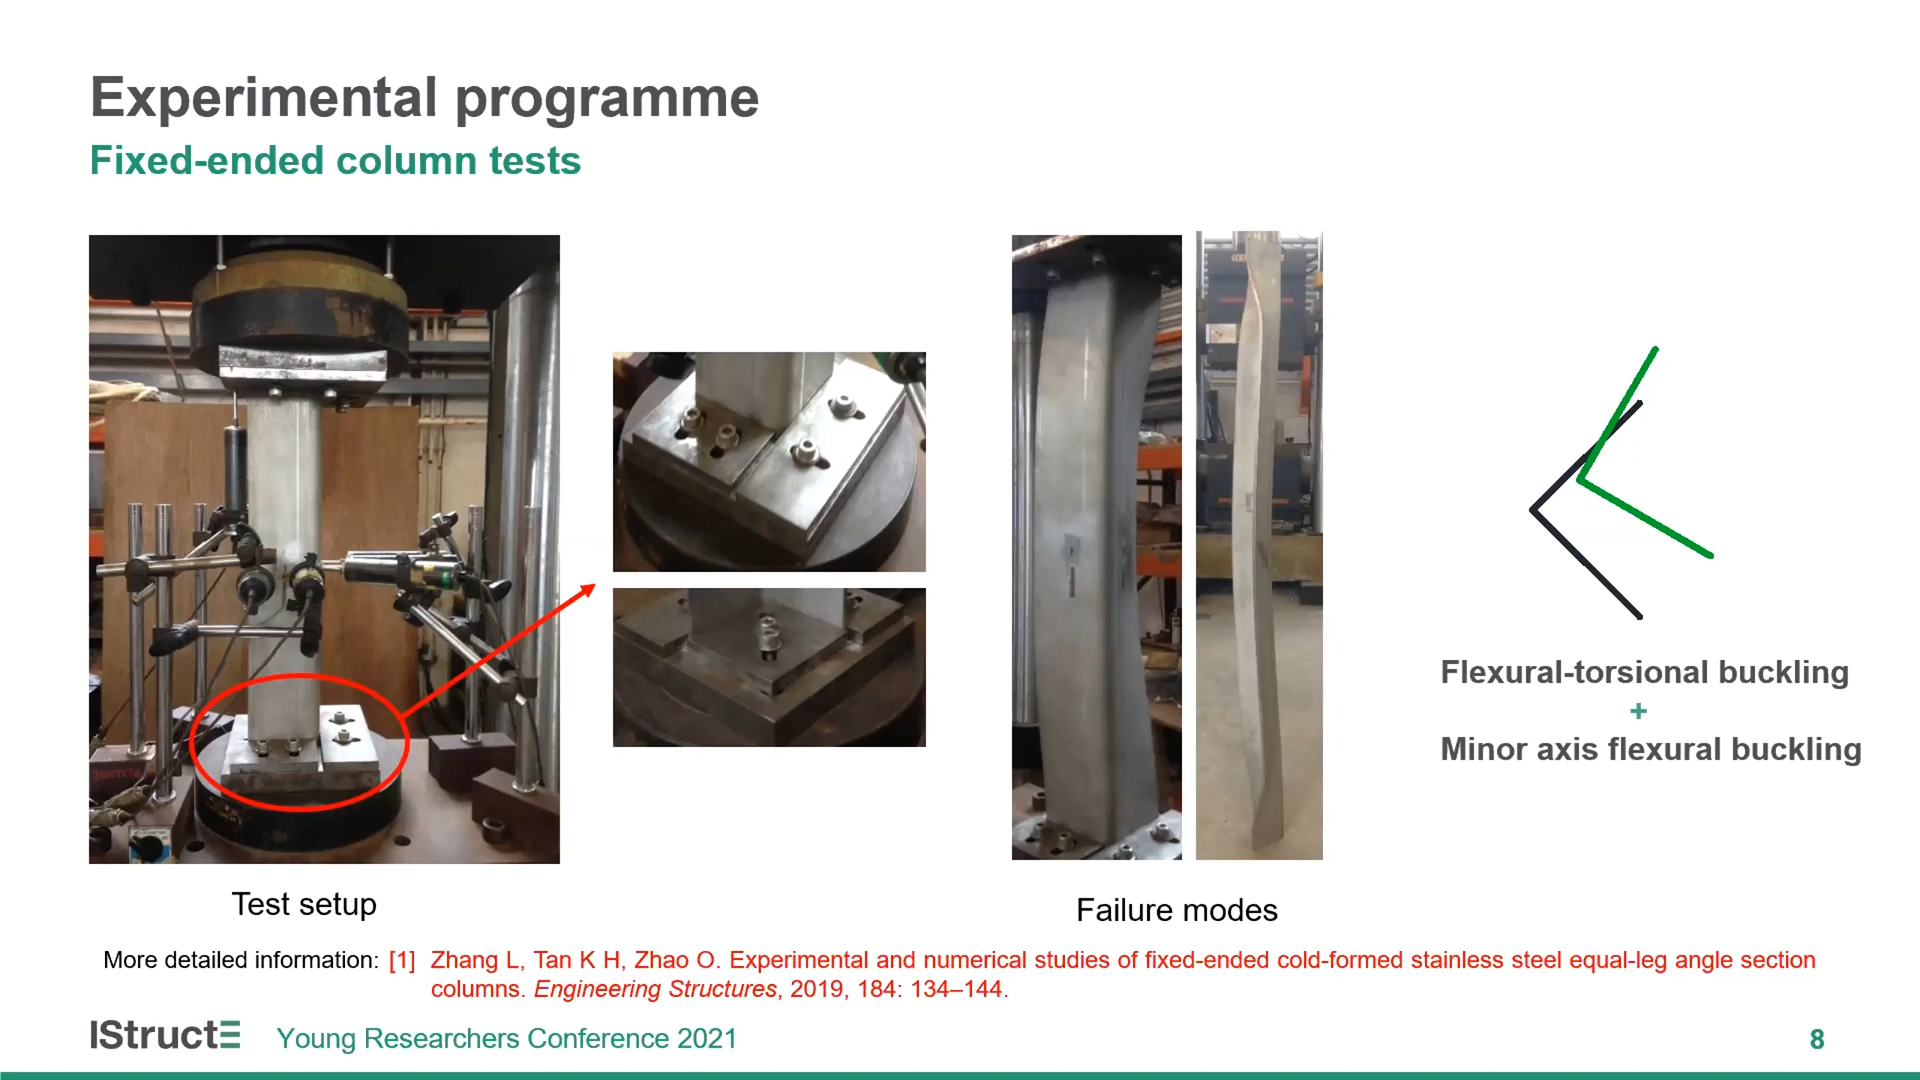 Experimental programme
Fixed-ended column tests
Flexural-torsional buckling
+
Minor axis flexural buckling
Test setup
Failure modes
More detailed information: [1] Zhang L, Tan K H, Zhao O. Experimental and numerical studies of fixed-ended cold-formed stainless steel equal-leg angle section
columns. Engineering Structures, 2019, 184: 134–144.
IStructE Young Researchers Conference 2021
8